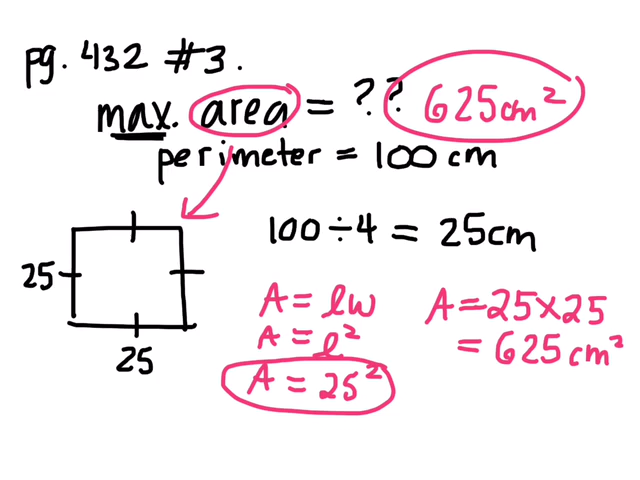 pg. 432 #3.
max. area = ?? 625cm²
perimeter = 100 cm
100 ÷ 4 = 25cm
25
25
A = lw
A = l²
A = 25²
A = 25 × 25
= 625 cm²